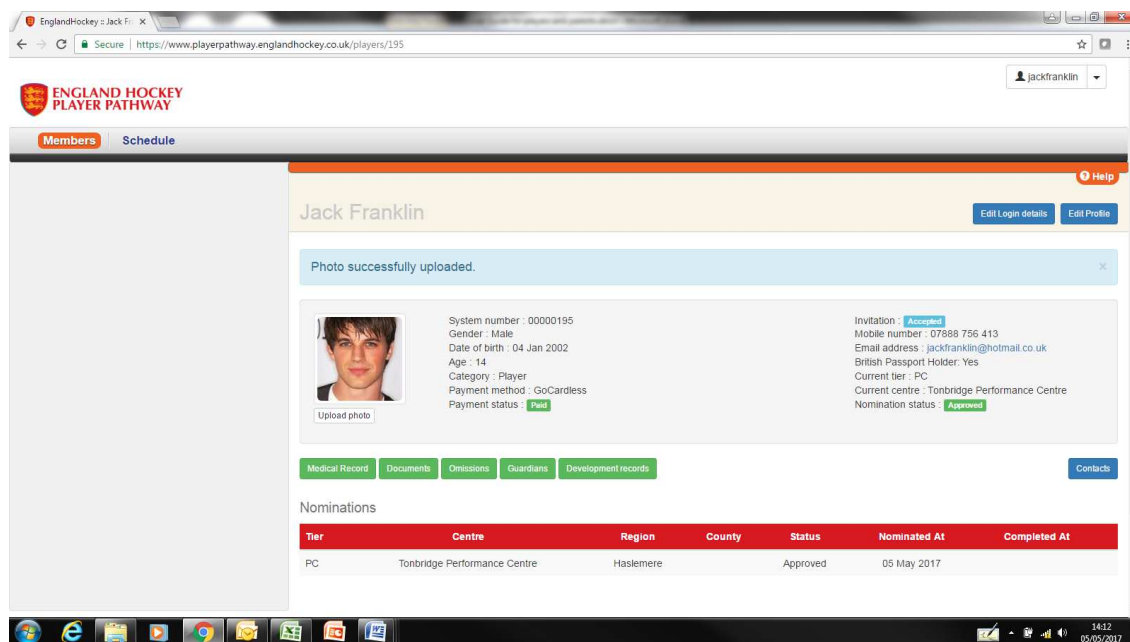 EnglandHockey :: Jack Fr
Secure https://www.playerpathway.englandhockey.co.uk/players/195
jackfranklin
ENGLAND HOCKEY
PLAYER PATHWAY
Members Schedule
Help
Jack Franklin
Edit Login details Edit Profile
Photo successfully uploaded.
System number : 00000195
Gender : Male
Date of birth : 04 Jan 2002
Age : 14
Category : Player
Payment method : GoCardless
Payment status : Paid
Upload photo
Invitation : Accepted
Mobile number : 07888 756 413
Email address : jackfranklin@hotmail.co.uk
British Passport Holder: Yes
Current tier : PC
Current centre : Tonbridge Performance Centre
Nomination status : Approved
Medical Record Documents Omissions Guardians Development records Contacts
Nominations
Tier Centre Region County Status Nominated At Completed At
PC Tonbridge Performance Centre Haslemere Approved 05 May 2017
14:12
05/05/2017